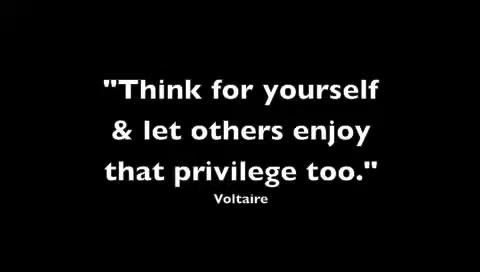 "Think for yourself
& let others enjoy
that privilege too."
Voltaire